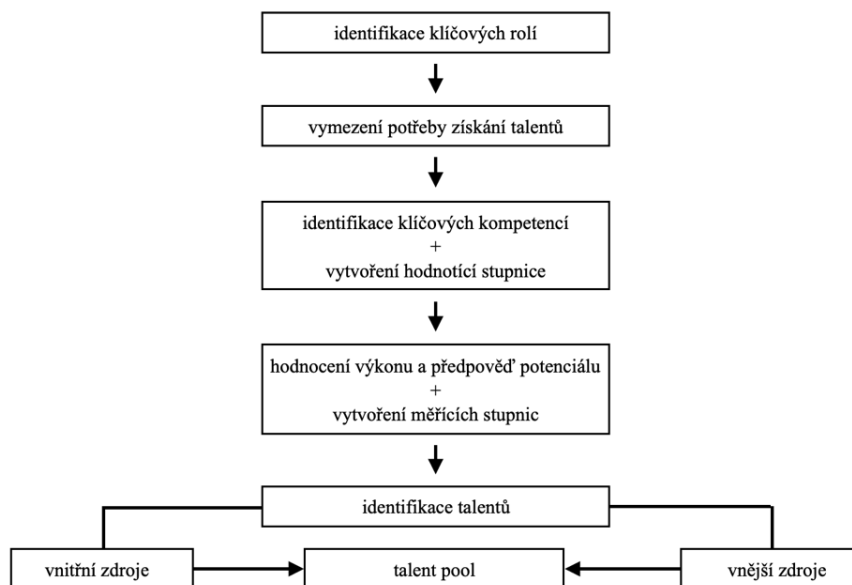 identifikace klíčových rolí
vymezení potřeby získání talentů
identifikace klíčových kompetencí
+
vytvoření hodnotící stupnice
hodnocení výkonu a předpověď potenciálu
+
vytvoření měřících stupnic
identifikace talentů
vnitřní zdroje
talent pool
vnější zdroje